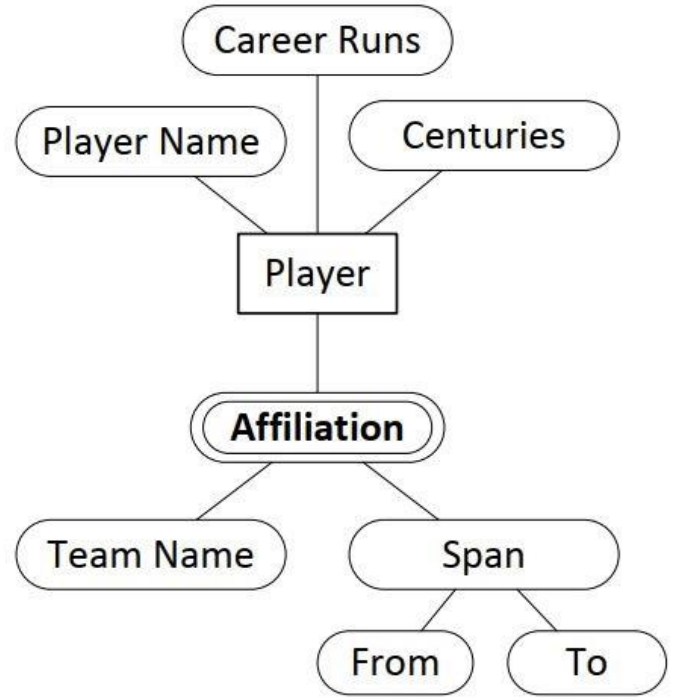 Career Runs
Player Name
Centuries
Player
Affiliation
Team Name
Span
From
To